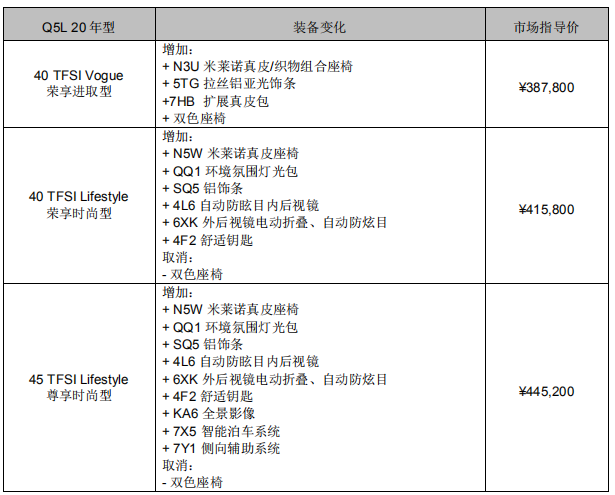 Q5L 20 年型 装备变化 市场指导价
40 TFSI Vogue
荣享进取型
增加：
+ N3U 米莱诺真皮/织物组合座椅
+ 5TG 拉丝铝亚光饰条
+7HB 扩展真皮包
+ 双色座椅
¥387,800
40 TFSI Lifestyle
荣享时尚型
增加：
+ N5W 米莱诺真皮座椅
+ QQ1 环境氛围灯光包
+ SQ5 铝饰条
+ 4L6 自动防眩目内后视镜
+ 6XK 外后视镜电动折叠、自动防炫目
+ 4F2 舒适钥匙
取消：
- 双色座椅
¥415,800
45 TFSI Lifestyle
尊享时尚型
增加：
+ N5W 米莱诺真皮座椅
+ QQ1 环境氛围灯光包
+ SQ5 铝饰条
+ 4L6 自动防眩目内后视镜
+ 6XK 外后视镜电动折叠、自动防炫目
+ 4F2 舒适钥匙
+ KA6 全景影像
+ 7X5 智能泊车系统
+ 7Y1 侧向辅助系统
取消：
- 双色座椅
¥445,200